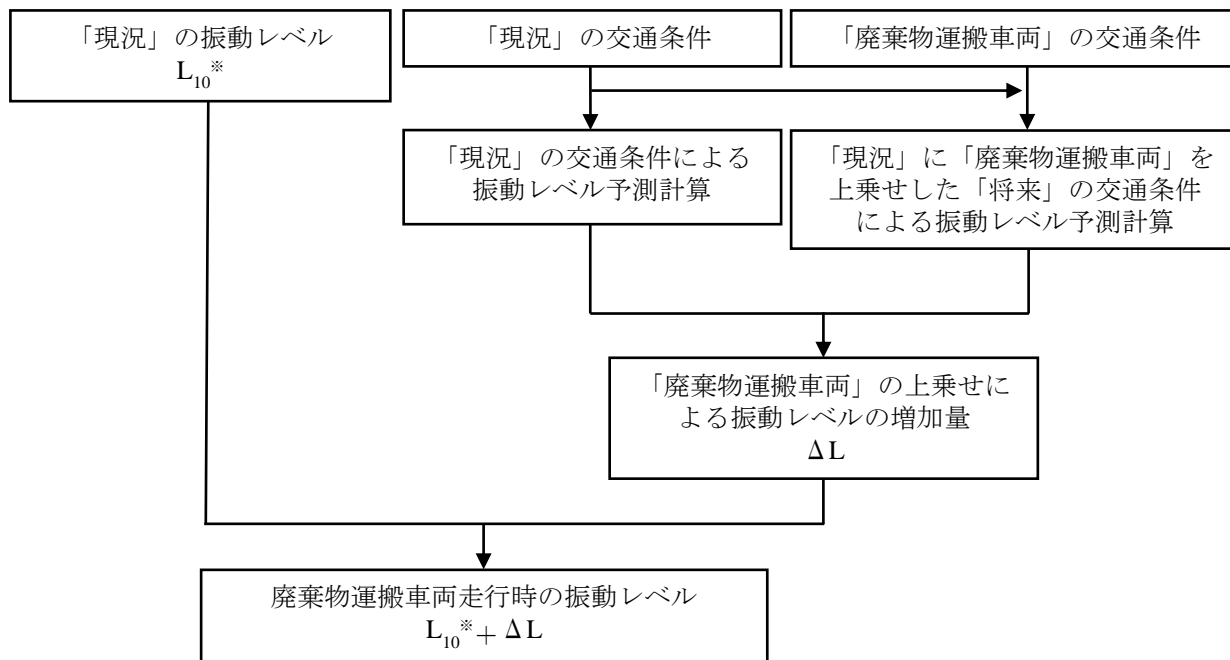 「現況」の振動レベル
L₁₀※
「現況」の交通条件
「廃棄物運搬車両」の交通条件
「現況」の交通条件による
振動レベル予測計算
「現況」に「廃棄物運搬車両」を
上乗せした「将来」の交通条件
による振動レベル予測計算
「廃棄物運搬車両」の上乗せに
よる振動レベルの増加量
ΔL
廃棄物運搬車両走行時の振動レベル
L₁₀※+ ΔL